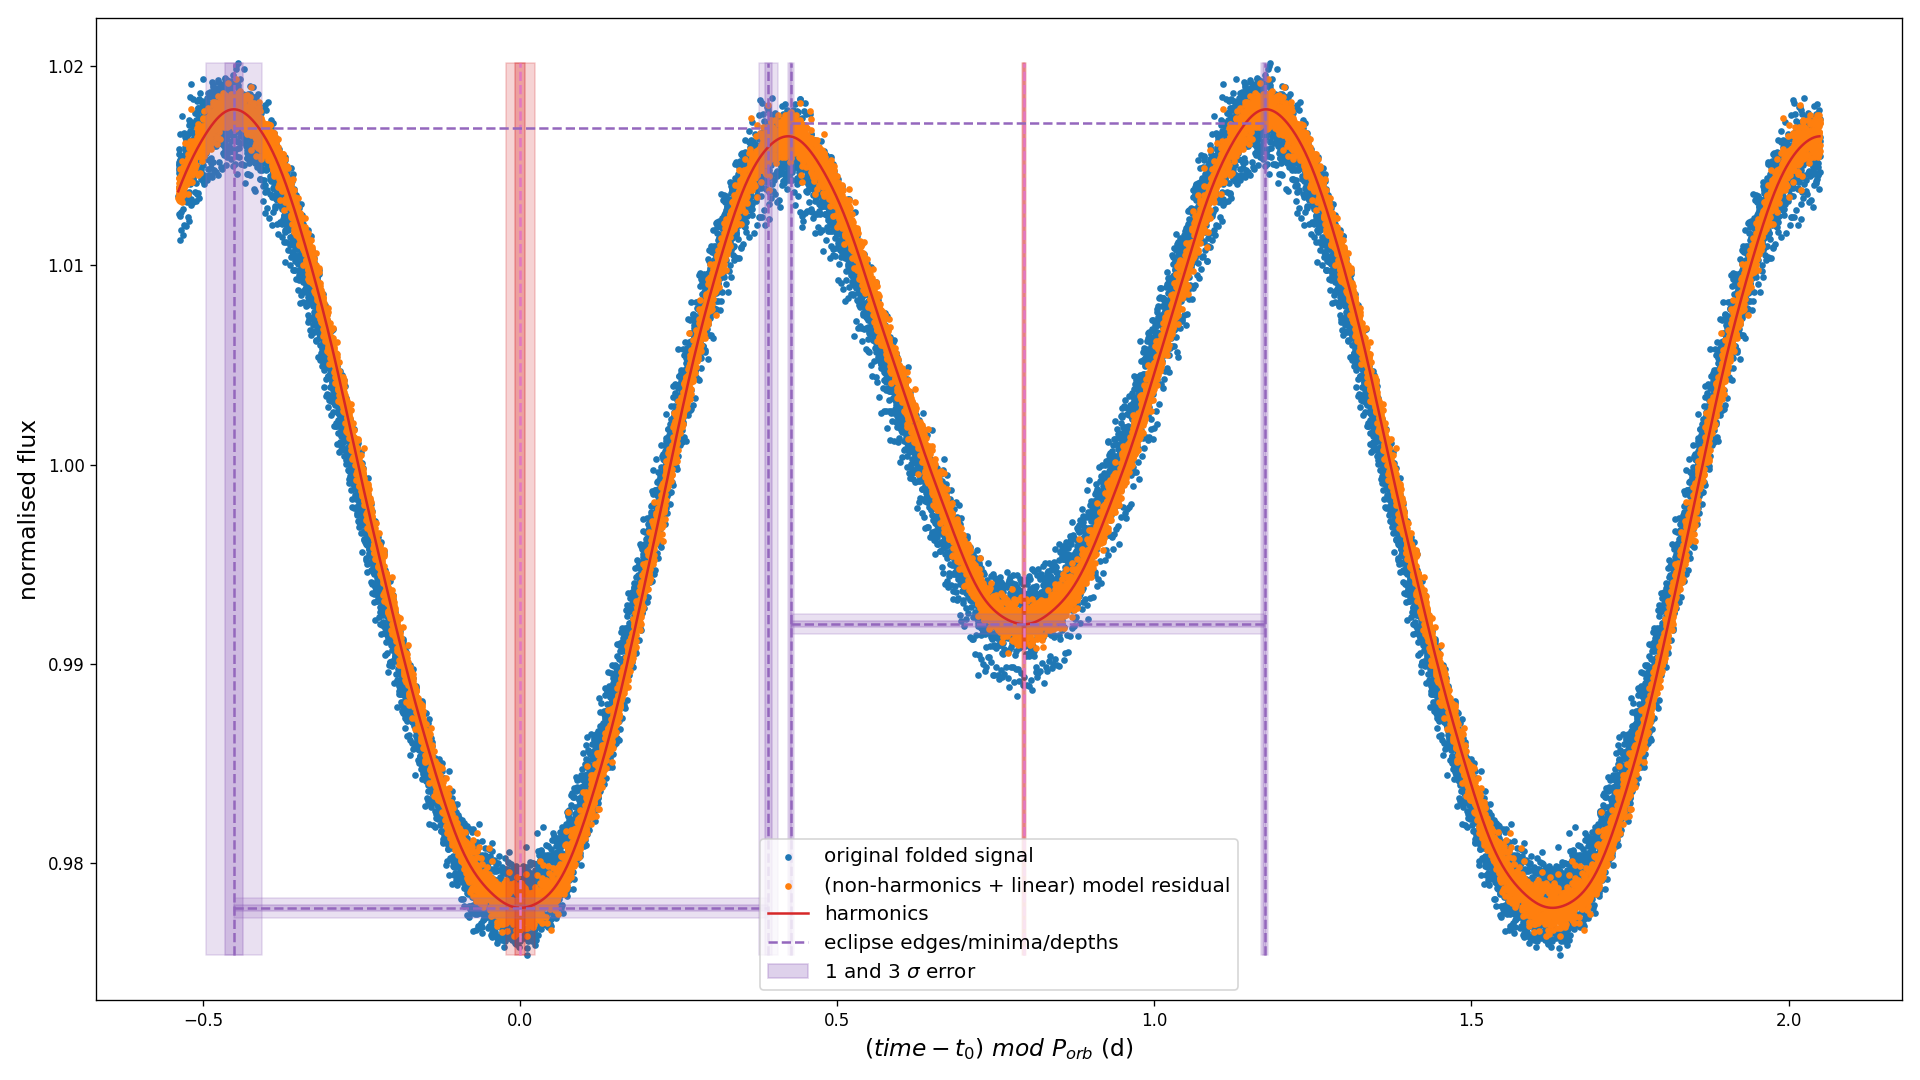 1.02
1.01
1.00
0.99
0.98
normalised flux
original folded signal
(non-harmonics + linear) model residual
harmonics
eclipse edges/minima/depths
1 and 3 σ error
−0.5 0.0 0.5 1.0 1.5 2.0
(time − t₀) mod Pₒᵣb (d)